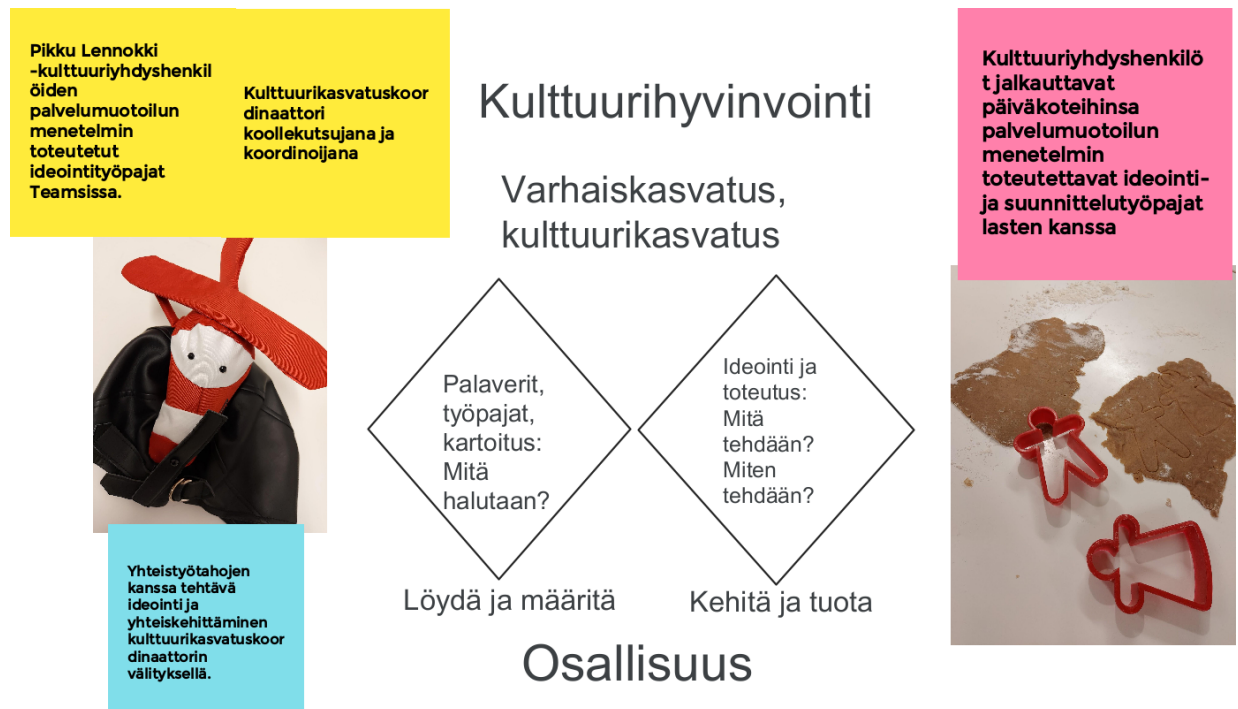 Pikku Lennokki
-kulttuuriyhdyshenkil
öiden
palvelumuotoilun
menetelmin
toteutetut
ideointityöpajat
Teamsissa.
Kulttuurikasvatuskoor
dinaattori
koollekutsujana ja
koordinoijana
Kulttuurihyvinvointi
Varhaiskasvatus,
kulttuurikasvatus
Palaverit,
työpajat,
kartoitus:
Mitä
halutaan?
Löydä ja määritä
Ideointi ja
toteutus:
Mitä
tehdään?
Miten
tehdään?
Kehitä ja tuota
Osallisuus
Kulttuuriyhdyshenkilö
t jalkauttavat
päiväkoteihinsa
palvelumuotoilun
menetelmin
toteutettavat ideointi-
ja suunnittelutyöpajat
lasten kanssa
Yhteistyötahojen
kanssa tehtävä
ideointi ja
yhteiskehittäminen
kulttuurikasvatuskoor
dinaattorin
välityksellä.